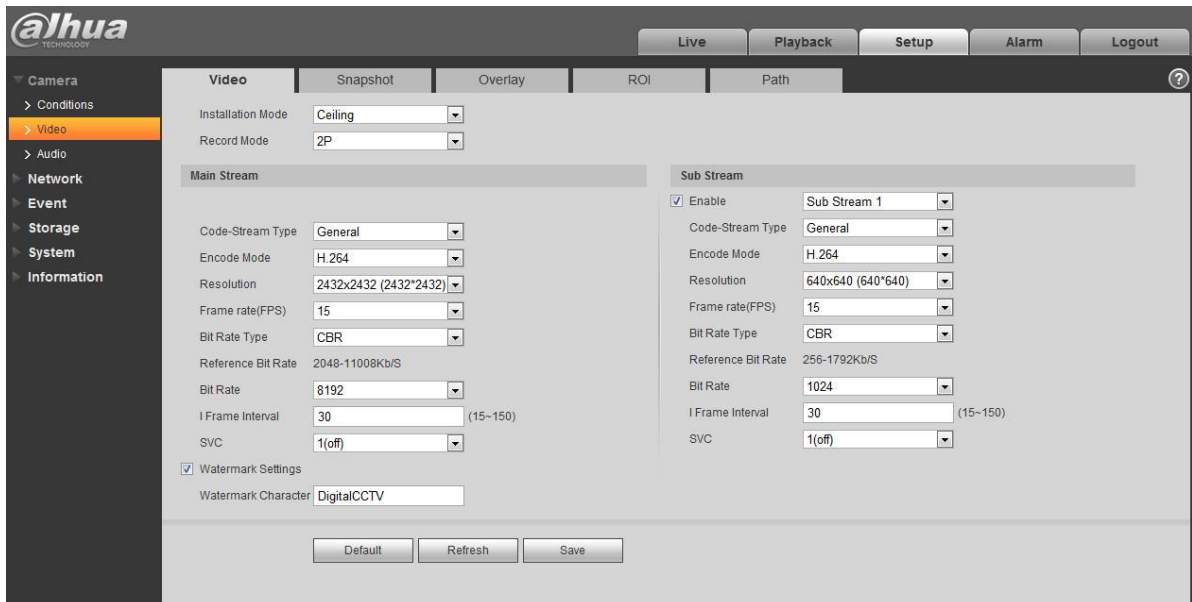 alhua
TECHNOLOGY
Live Playback Setup Alarm Logout
Camera
Conditions
Video
Audio
Network
Event
Storage
System
Information
Video Snapshot Overlay ROI Path
?
Installation Mode Ceiling
Record Mode 2P
Main Stream
Code-Stream Type General
Encode Mode H.264
Resolution 2432x2432 (2432*2432)
Frame rate(FPS) 15
Bit Rate Type CBR
Reference Bit Rate 2048-11008Kb/S
Bit Rate 8192
I Frame Interval 30 (15~150)
SVC 1(off)
Watermark Settings
Watermark Character DigitalCCTV
Sub Stream
Enable Sub Stream 1
Code-Stream Type General
Encode Mode H.264
Resolution 640x640 (640*640)
Frame rate(FPS) 15
Bit Rate Type CBR
Reference Bit Rate 256-1792Kb/S
Bit Rate 1024
I Frame Interval 30 (15~150)
SVC 1(off)
Default Refresh Save